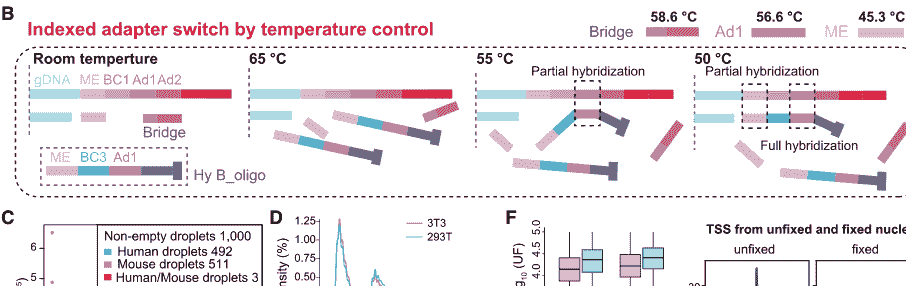 B
Indexed adapter switch by temperature control
58.6 °C 56.6 °C 45.3 °C
Bridge Ad1 ME
Room temperture
gDNA ME BC1 Ad1 Ad2
Bridge
ME BC3 Ad1
Hy B_oligo
65 °C
55 °C
Partial hybridization
50 °C
Partial hybridization
Full hybridization
C
6
5
Non-empty droplets 1,000
Human droplets 492
Mouse droplets 511
Human/Mouse droplets 3
D
1.25
1.00
0.75
0.50
(%)
3T3
293T
F
5.0
4.5
4.0
(UF)
TSS from unfixed and fixed
unfixed
fixed